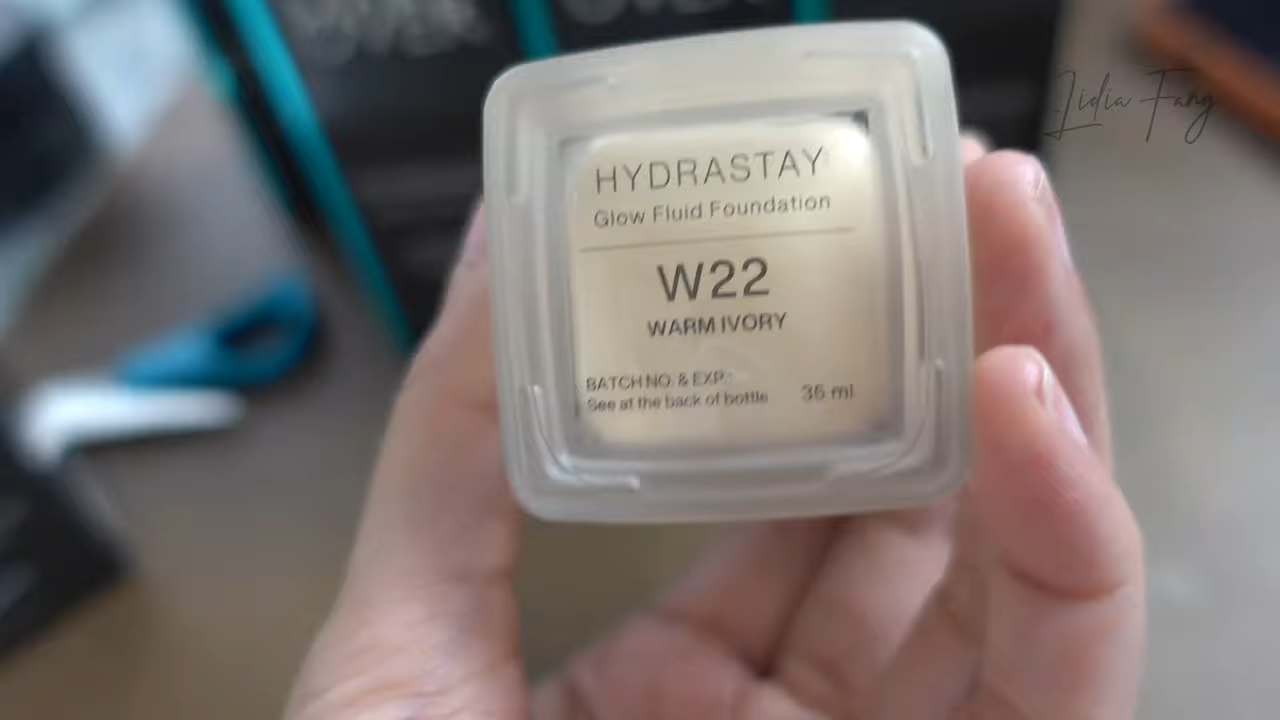 Lidia Fang
HYDRASTAY
Glow Fluid Foundation
W22
WARM IVORY
BATCH NO. & EXP.:
See at the back of bottle
35 ml